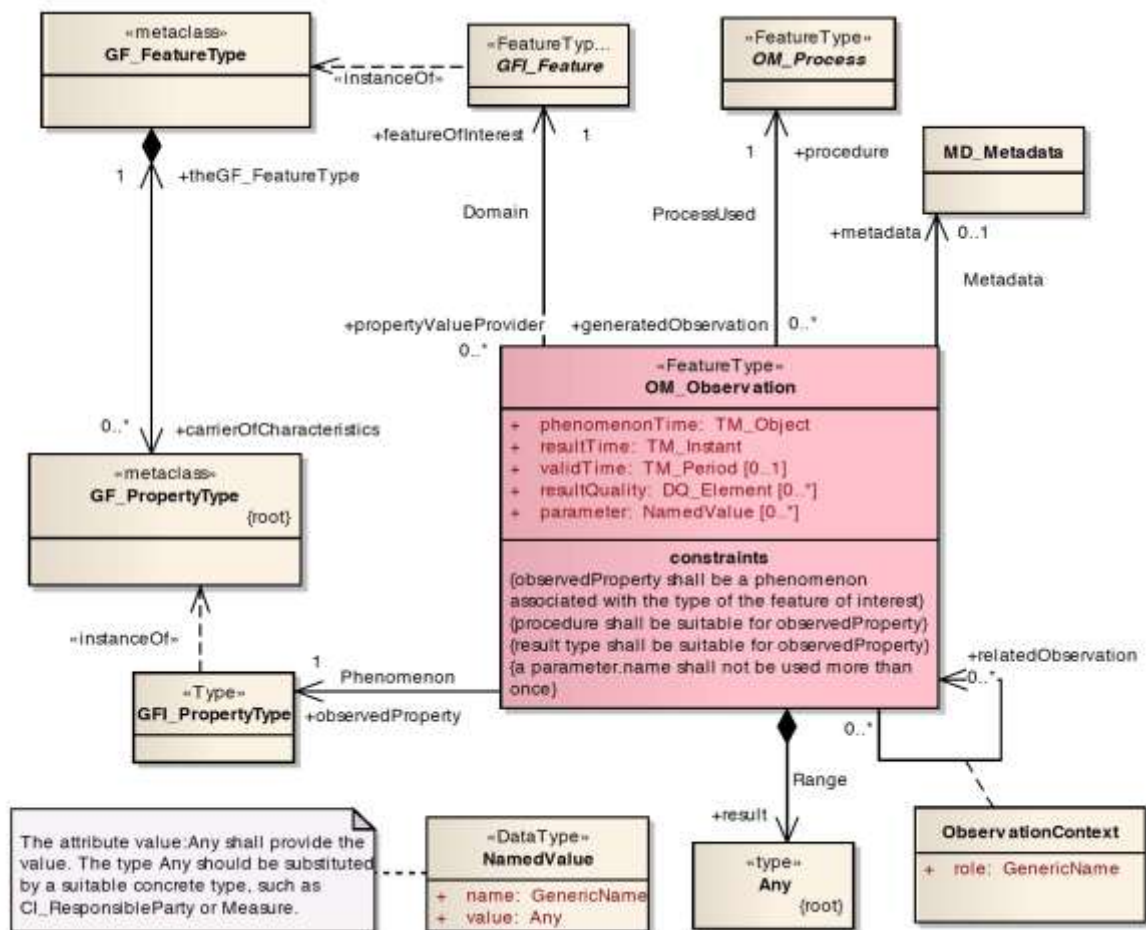 «metaclass»
GF_FeatureType
«FeatureTyp...
GFI_Feature
«FeatureType»
OM_Process
«instanceOf»
+featureOfInterest
1
1
+procedure
MD_Metadata
1
+theGF_FeatureType
Domain
ProcessUsed
+metadata
0..1
Metadata
+propertyValueProvider
0..*
+generatedObservation
0..*
«FeatureType»
OM_Observation
+ phenomenonTime: TM_Object
+ resultTime: TM_Instant
+ validTime: TM_Period [0..1]
+ resultQuality: DQ_Element [0..*]
+ parameter: NamedValue [0..*]
constraints
{observedProperty shall be a phenomenon
associated with the type of the feature of interest}
{procedure shall be suitable for observedProperty}
{result type shall be suitable for observedProperty}
{a parameter.name shall not be used more than
once}
0..*
+carrierOfCharacteristics
«metaclass»
GF_PropertyType
{root}
«instanceOf»
1
Phenomenon
+observedProperty
«Type»
GFI_PropertyType
+relatedObservation
0..*
0..*
Range
+result
The attribute value:Any shall provide the
value. The type Any should be substituted
by a suitable concrete type, such as
CI_ResponsibleParty or Measure.
«DataType»
NamedValue
+ name: GenericName
+ value: Any
«type»
Any
{root}
ObservationContext
+ role: GenericName